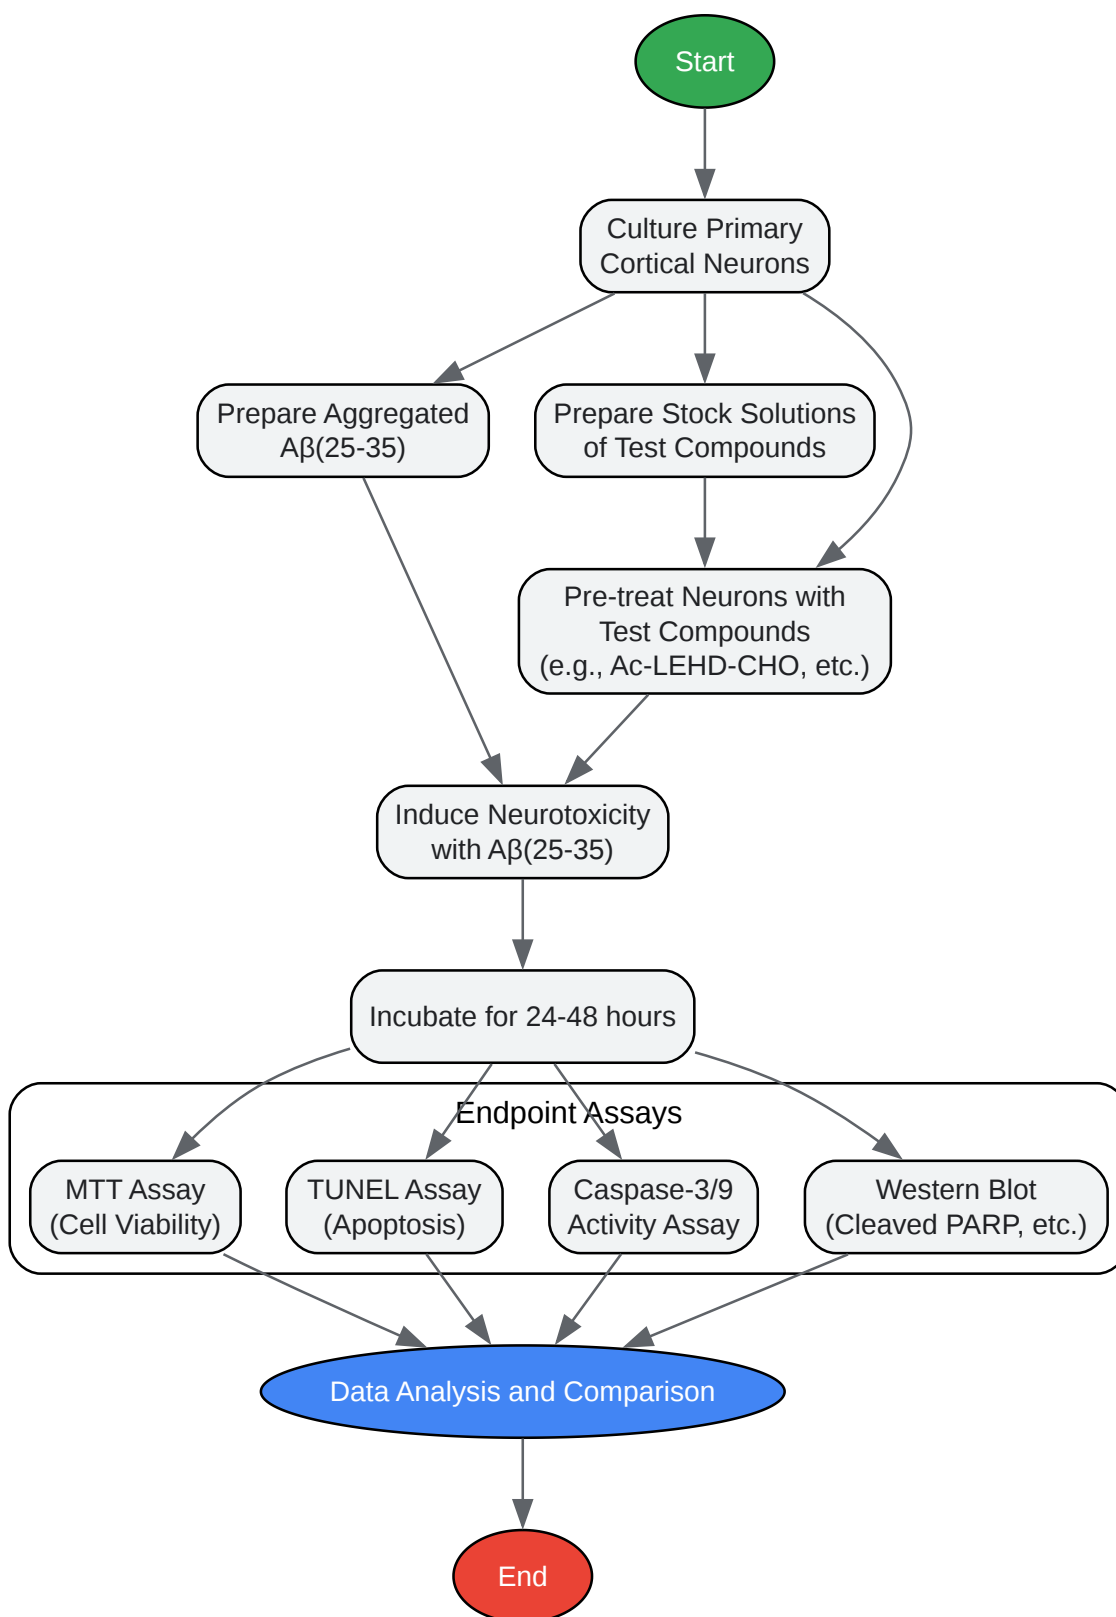 Start
Culture Primary
Cortical Neurons
Prepare Aggregated
Aβ(25-35)
Prepare Stock Solutions
of Test Compounds
Pre-treat Neurons with
Test Compounds
(e.g., Ac-LEHD-CHO, etc.)
Induce Neurotoxicity
with Aβ(25-35)
Incubate for 24-48 hours
Endpoint Assays
MTT Assay
(Cell Viability)
TUNEL Assay
(Apoptosis)
Caspase-3/9
Activity Assay
Western Blot
(Cleaved PARP, etc.)
Data Analysis and Comparison
End